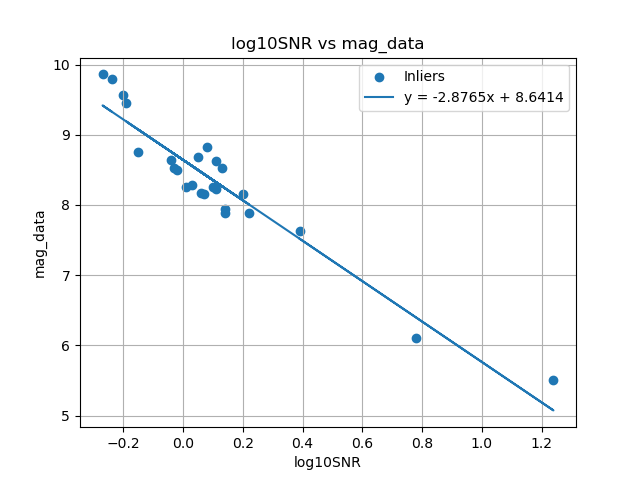 log10SNR vs mag_data
Inliers
y = -2.8765x + 8.6414
10
9
8
7
6
5
mag_data
−0.2 0.0 0.2 0.4 0.6 0.8 1.0 1.2
log10SNR